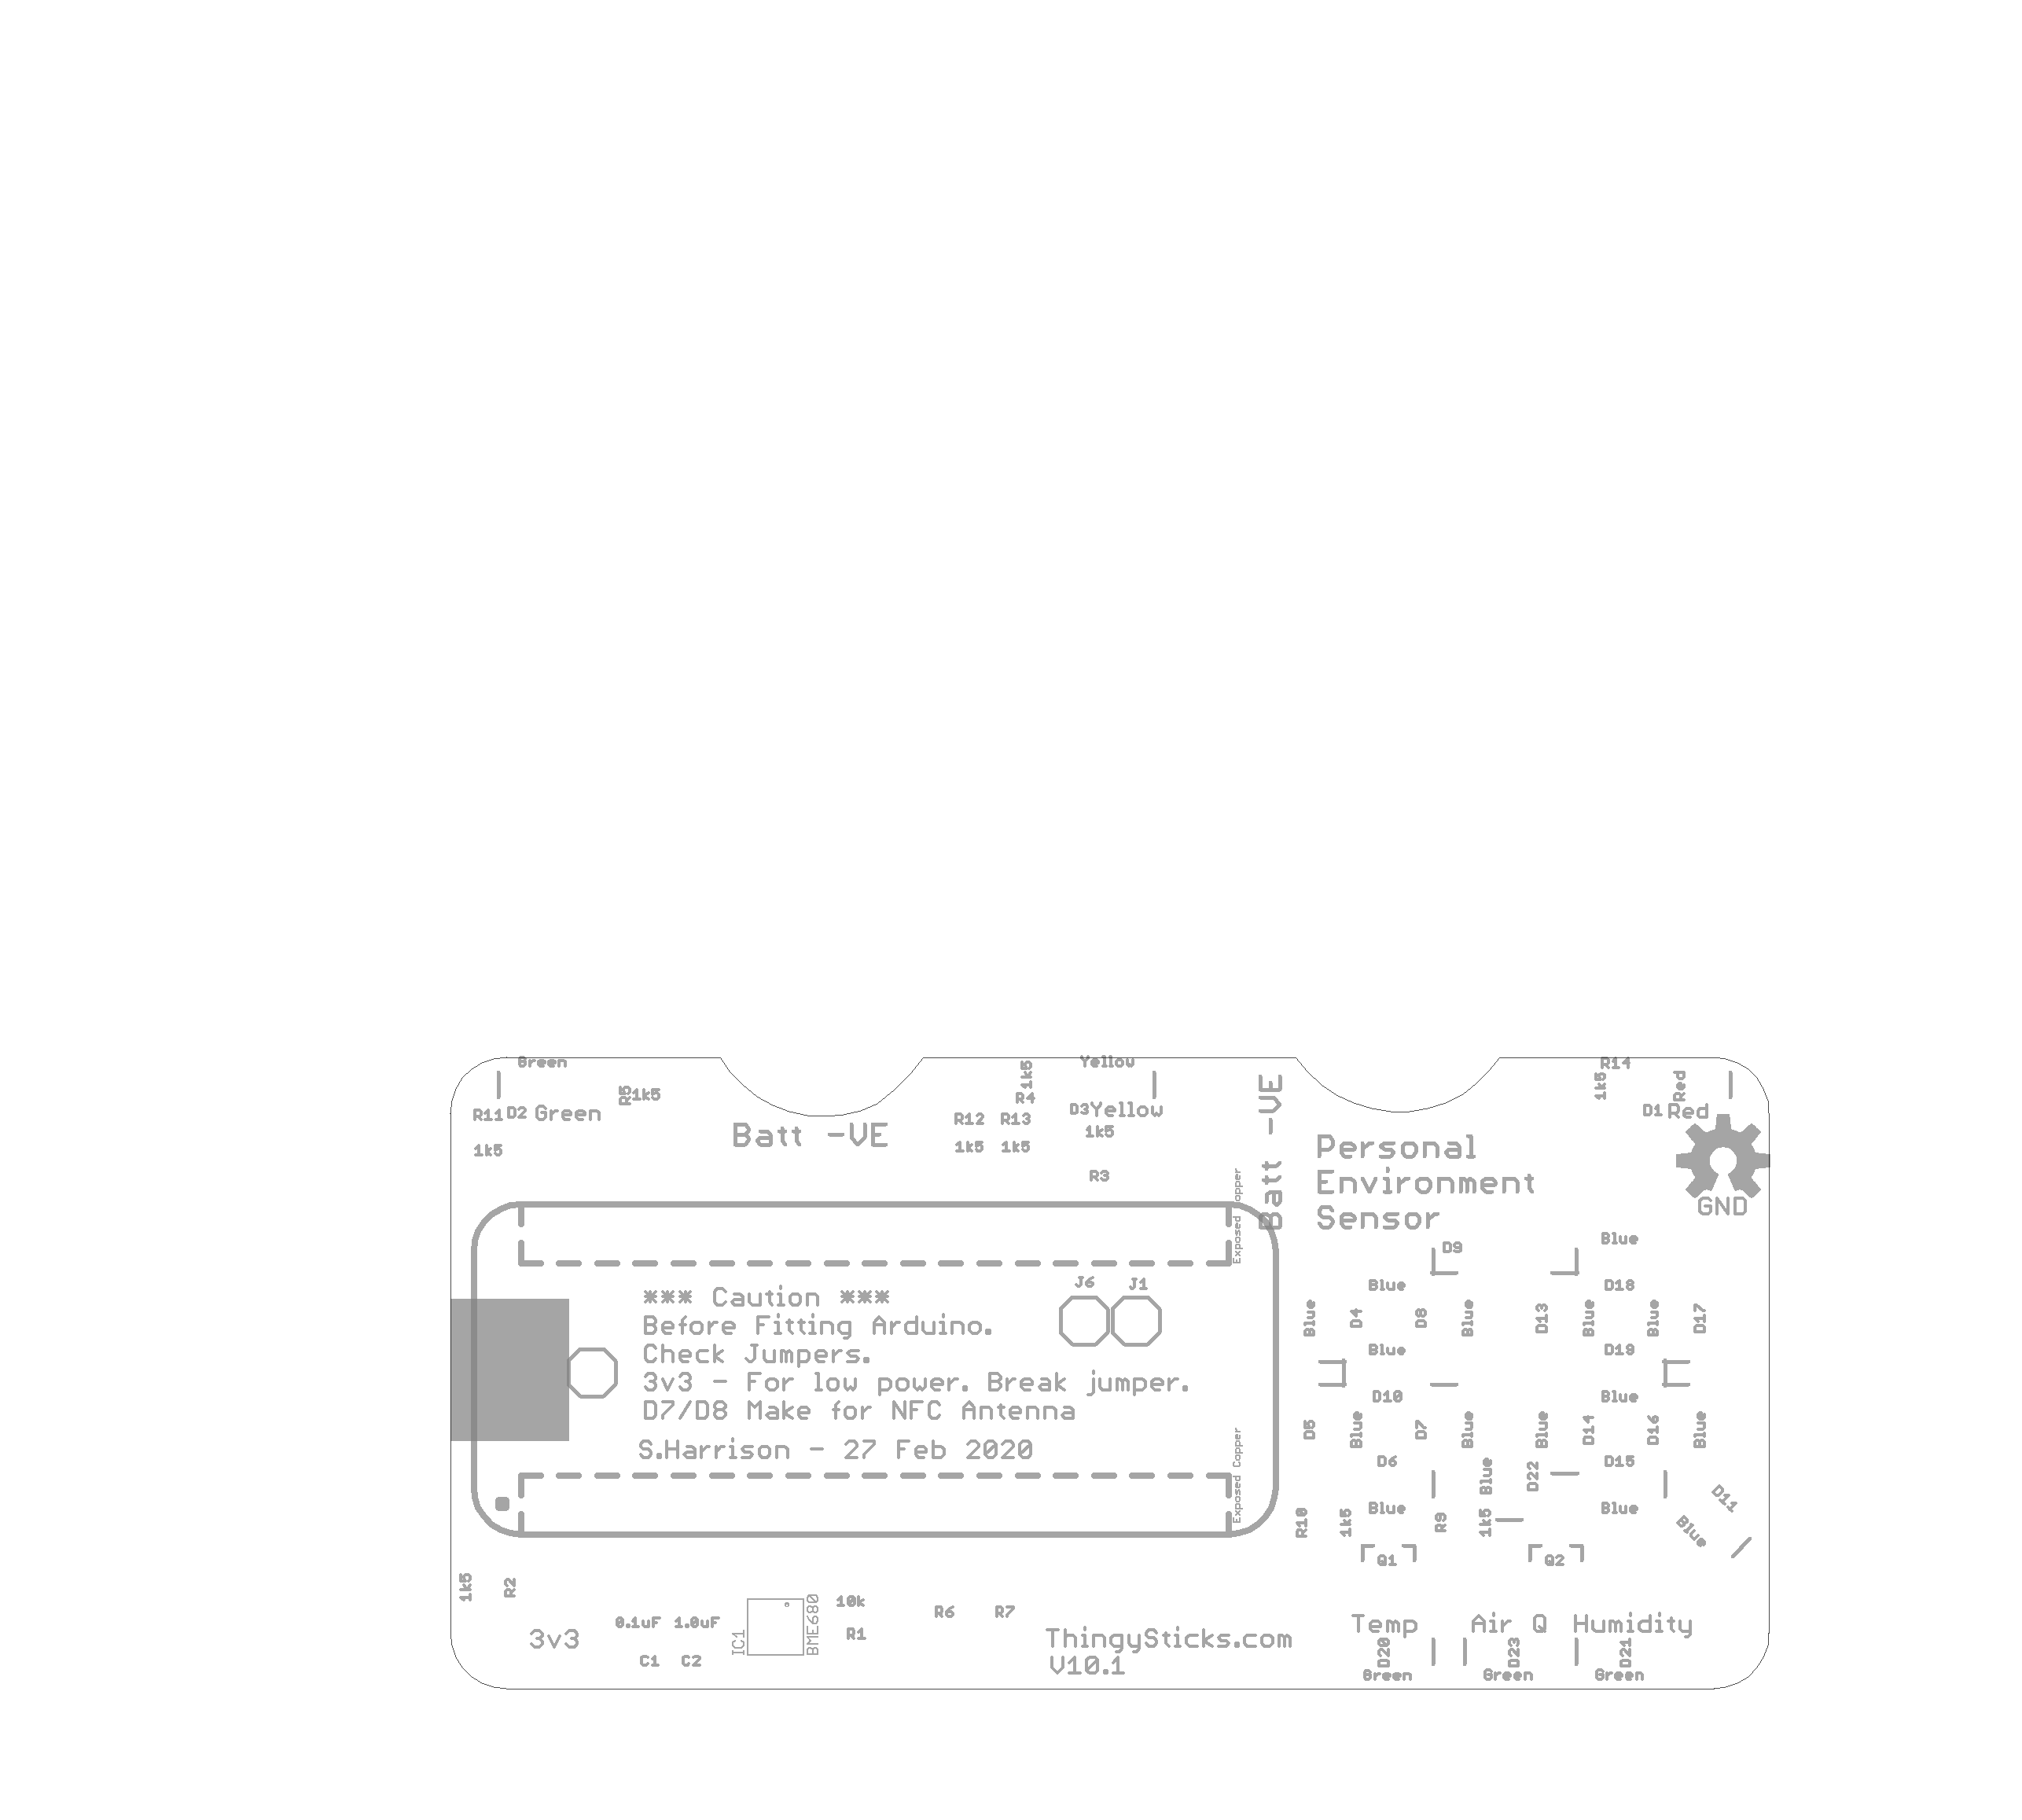 Green
Yellow
R14
R5
1k5
1k5
R4
1k5
Red
R11
D2
Green
R12
R13
D3
Yellow
D1
Red
1k5
Batt -VE
1k5
1k5
1k5
Batt -VE
R3
GND
Personal
Environment
Sensor
Exposed Copper
*** Caution ***
Before Fitting Arduino.
Check Jumpers.
3v3 - For low power. Break jumper.
D7/D8 Make for NFC Antenna
S.Harrison - 27 Feb 2020
J6
J1
Exposed Copper
D9
Blue
Blue
D18
Blue
D4
D8
Blue
D13
Blue
Blue
D17
Blue
D19
D10
Blue
D5
Blue
D7
Blue
Blue
D14
D16
Blue
D6
D15
Blue
D22
Blue
Blue
D11
Blue
R10
1k5
R9
1k5
Q1
Q2
1k5
R2
3v3
0.1uF
1.0uF
C1
C2
IC1
BME680
10k
R1
R6
R7
ThingySticks.com
V10.1
Temp
Air Q
Humidity
D20
D23
D21
Green
Green
Green